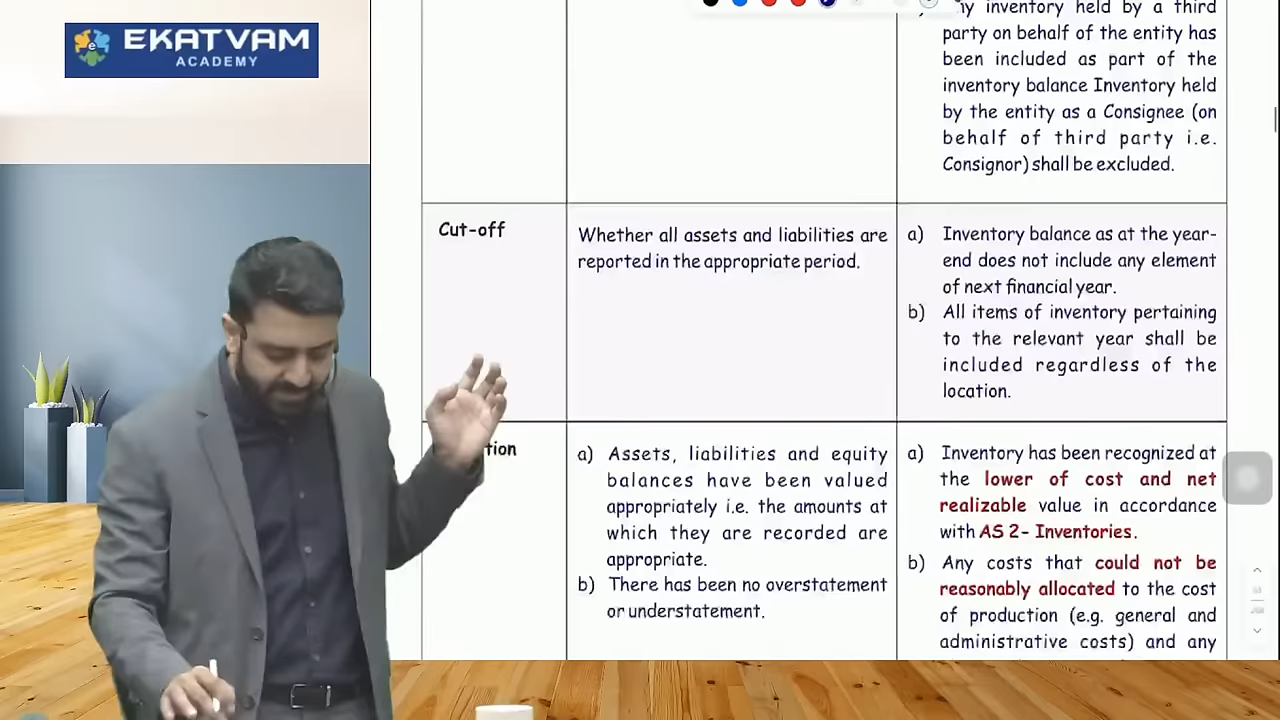 EKATVAM
ACADEMY
inventory held by a third
party on behalf of the entity has
been included as part of the
inventory balance Inventory held
by the entity as a Consignee (on
behalf of third party i.e.
Consignor) shall be excluded.
Cut-off
Whether all assets and liabilities are
reported in the appropriate period.
a) Inventory balance as at the year-
end does not include any element
of next financial year.
b) All items of inventory pertaining
to the relevant year shall be
included regardless of the
location.
tion
a) Assets, liabilities and equity
balances have been valued
appropriately i.e. the amounts at
which they are recorded are
appropriate.
b) There has been no overstatement
or understatement.
a) Inventory has been recognized at
the lower of cost and net
realizable value in accordance
with AS 2- Inventories.
b) Any costs that could not be
reasonably allocated to the cost
of production (e.g. general and
administrative costs) and any